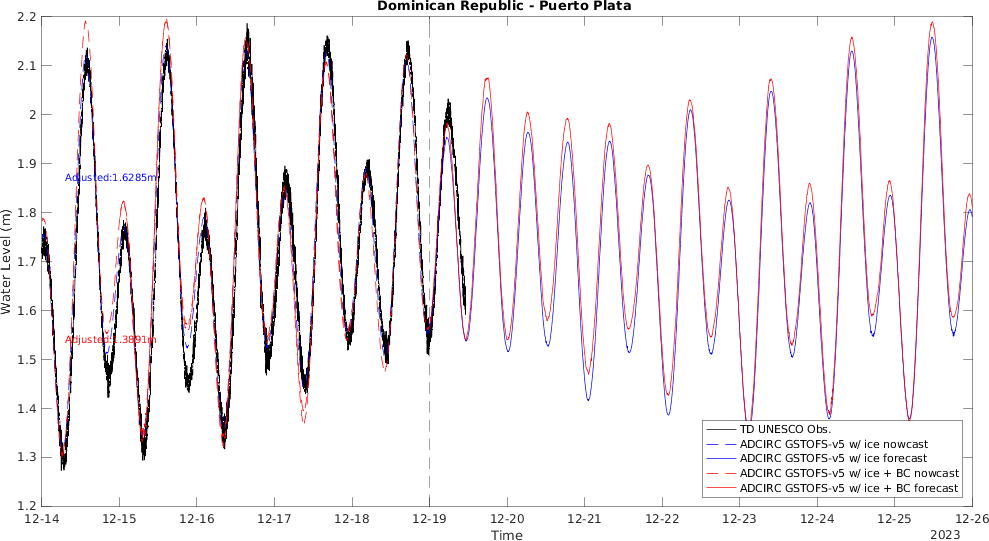 Dominican Republic - Puerto Plata
2.2
2.1
2
1.9
1.8
1.7
1.6
1.5
1.4
1.3
1.2
Water Level (m)
Adjusted:1.6285m
Adjusted:1.3891m
TD UNESCO Obs.
ADCIRC GSTOFS-v5 w/ ice nowcast
ADCIRC GSTOFS-v5 w/ ice forecast
ADCIRC GSTOFS-v5 w/ ice + BC nowcast
ADCIRC GSTOFS-v5 w/ ice + BC forecast
12-14 12-15 12-16 12-17 12-18 12-19 12-20 12-21 12-22 12-23 12-24 12-25 12-26
Time
2023